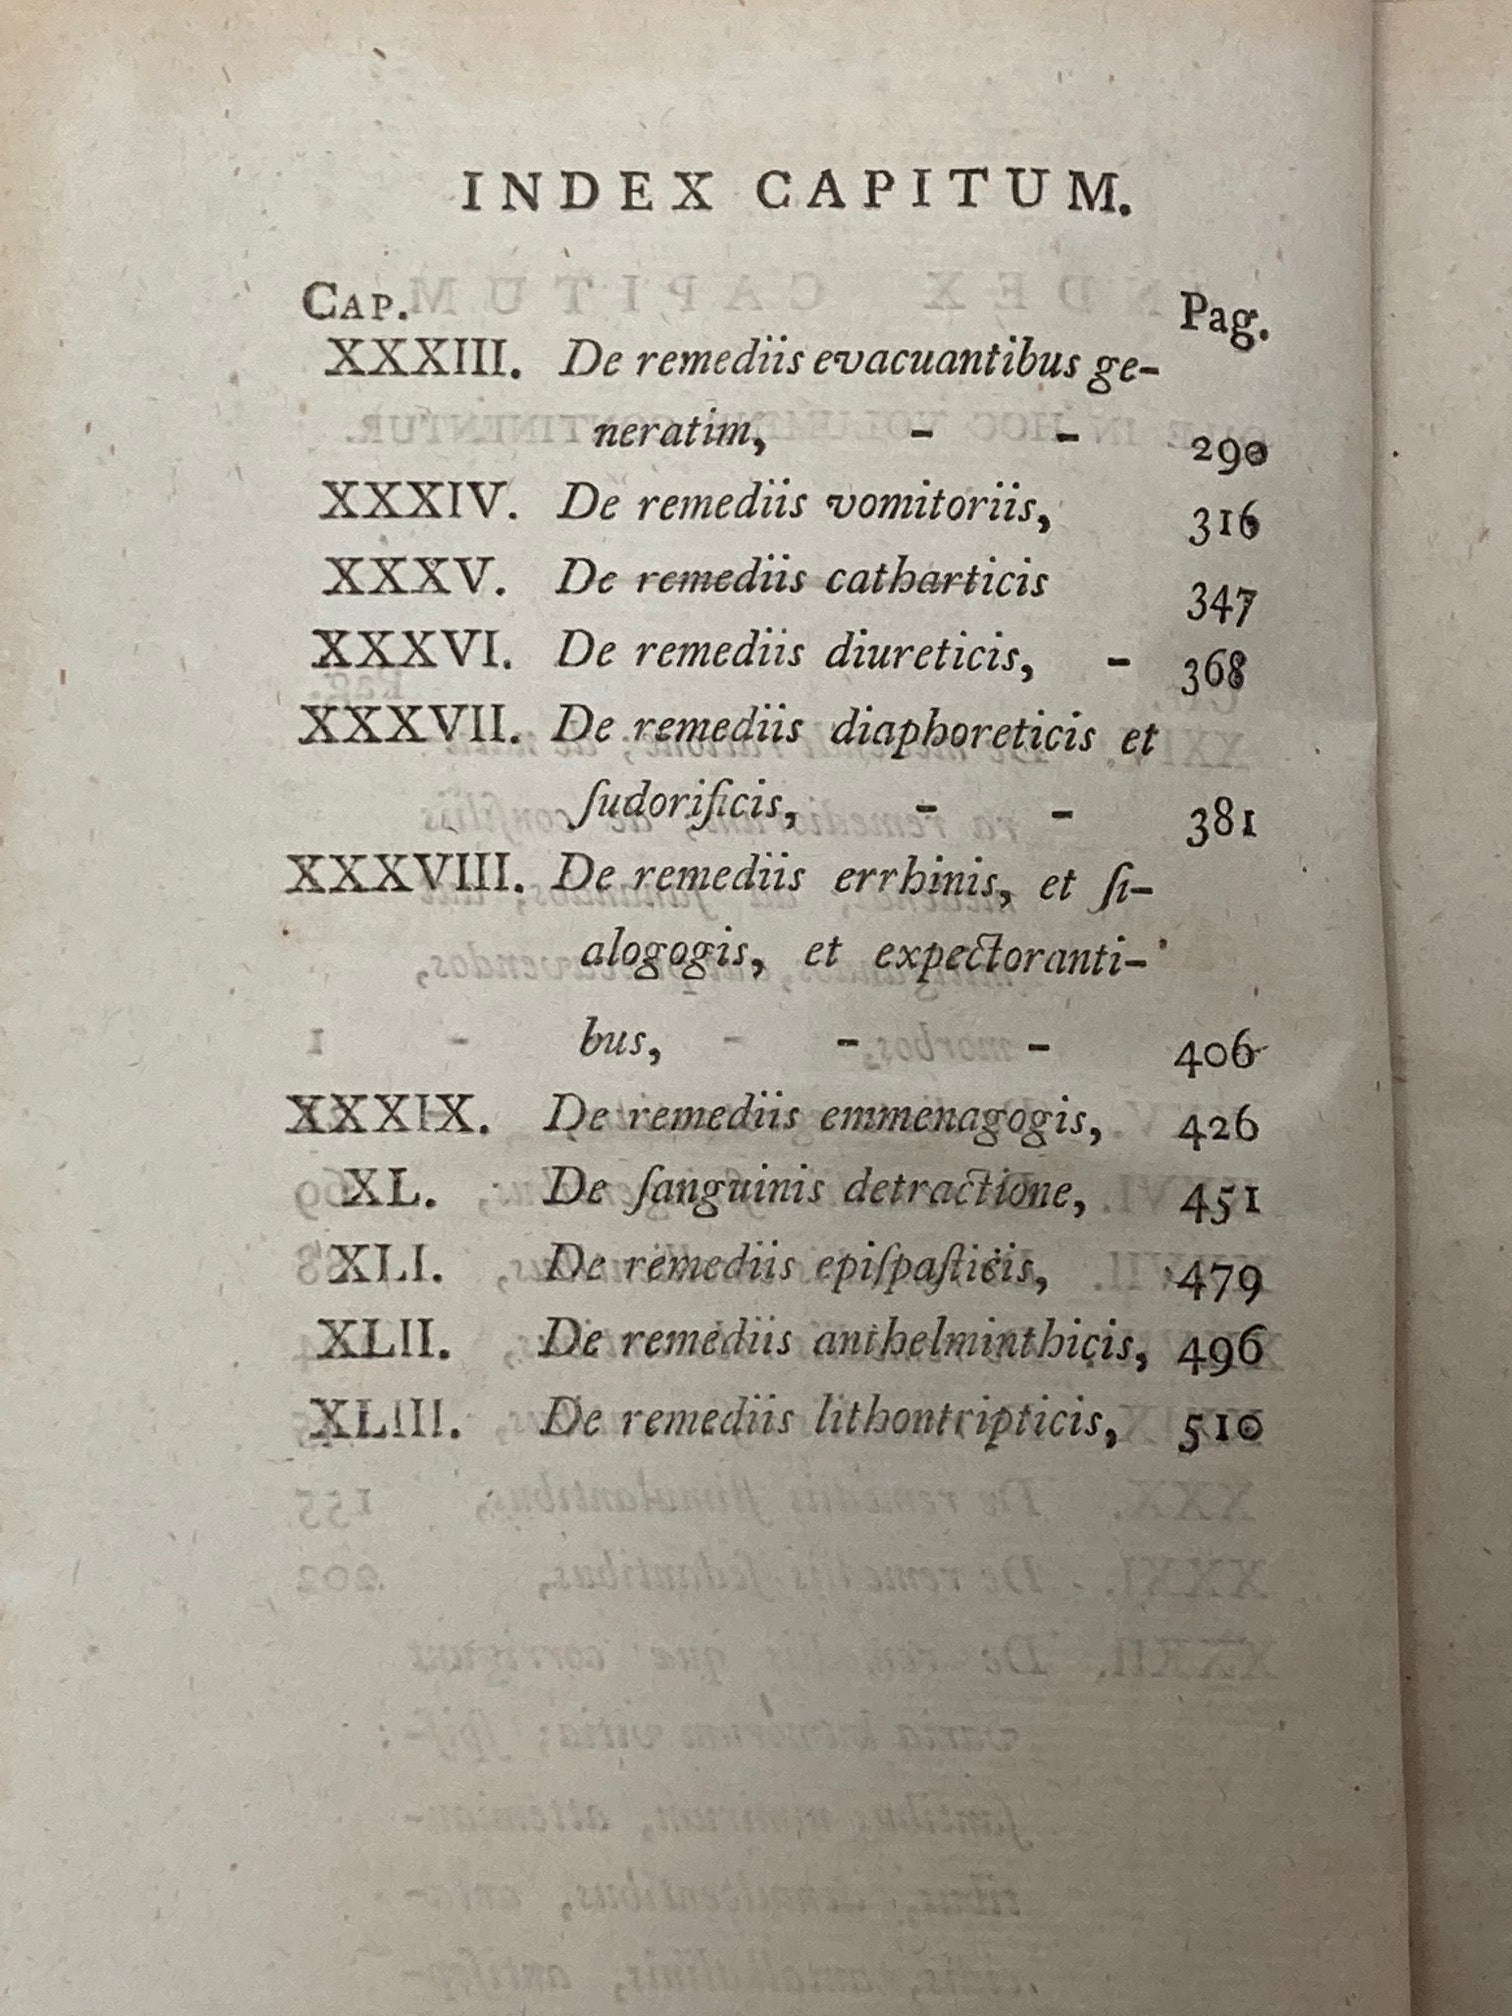 INDEX CAPITUM.
CAP. Pag.
XXXIII. De remediis evacuantibus ge-
neratim, - - 290
XXXIV. De remediis vomitoriis, 316
XXXV. De remediis catharticis 347
XXXVI. De remediis diureticis, - 368
XXXVII. De remediis diaphoreticis et
ſudorificis, - - 381
XXXVIII. De remediis errhinis, et ſi-
alogogis, et expectoranti-
bus, - - 406
XXXIX. De remediis emmenagogis, 426
XL. De ſanguinis detractione, 451
XLI. De remediis epiſpaſticis, 479
XLII. De remediis anthelminthicis, 496
XLIII. De remediis lithontripticis, 510